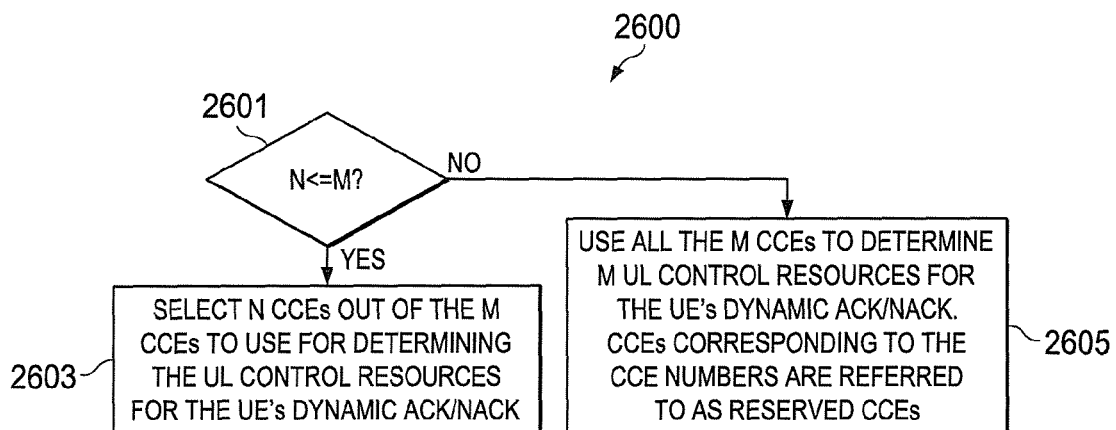 2600
2601
N<=M?
NO
YES
SELECT N CCEs OUT OF THE M
CCEs TO USE FOR DETERMINING
THE UL CONTROL RESOURCES
FOR THE UE's DYNAMIC ACK/NACK
2603
USE ALL THE M CCEs TO DETERMINE
M UL CONTROL RESOURCES FOR
THE UE's DYNAMIC ACK/NACK.
CCEs CORRESPONDING TO THE
CCE NUMBERS ARE REFERRED
TO AS RESERVED CCEs
2605